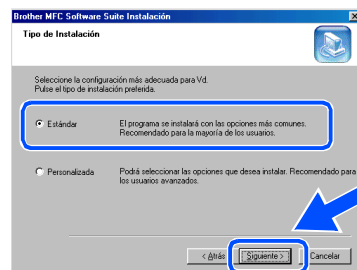 Brother MFC Software Suite Instalación
Tipo de Instalación
Seleccione la configuración más adecuada para Vd.
Pulse el tipo de instalación preferida.
Estándar
El programa se instalará con las opciones más comunes.
Recomendado para la mayoría de los usuarios.
Personalizada
Podrá seleccionar las opciones que desea instalar. Recomendado para
los usuarios avanzados.
< Atrás
Siguiente >
Cancelar